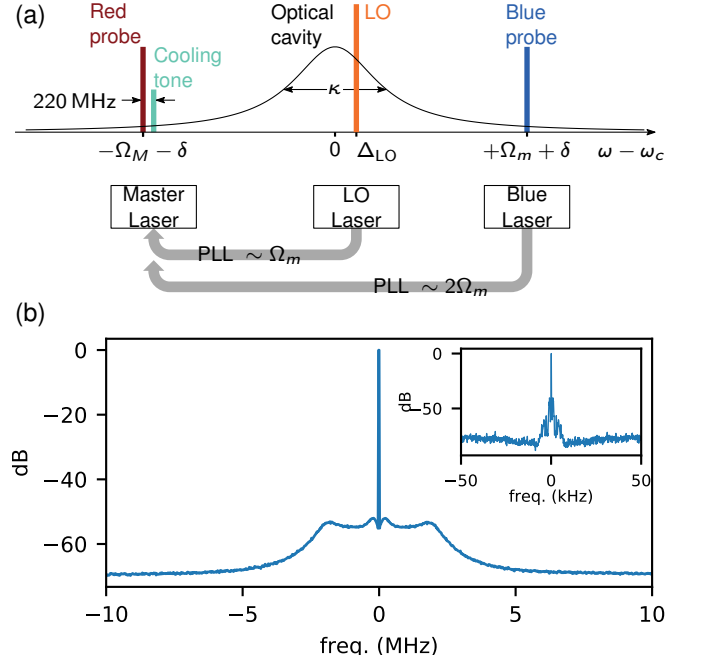 (a)
Red
probe
Cooling
tone
Optical
cavity
LO
Blue
probe
220 MHz
κ
−Ω_M − δ
0
Δ_LO
+Ω_m + δ
ω − ω_c
Master
Laser
LO
Laser
Blue
Laser
PLL ∼ Ω_m
PLL ∼ 2Ω_m
(b)
0
−20
−40
−60
dB
−10
−5
0
5
10
freq. (MHz)
0
−50
dB
−50
0
50
freq. (kHz)